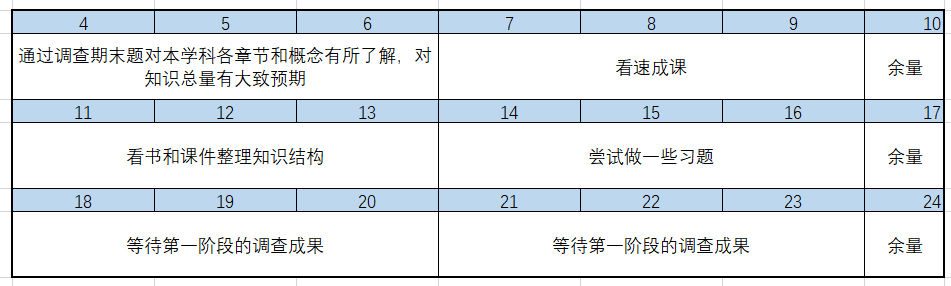 4 5 6 7 8 9 10
通过调查期末题对本学科各章节和概念有所了解，对
知识总量有大致预期
看速成课
余量
11 12 13 14 15 16 17
看书和课件整理知识结构
尝试做一些习题
余量
18 19 20 21 22 23 24
等待第一阶段的调查成果
等待第一阶段的调查成果
余量